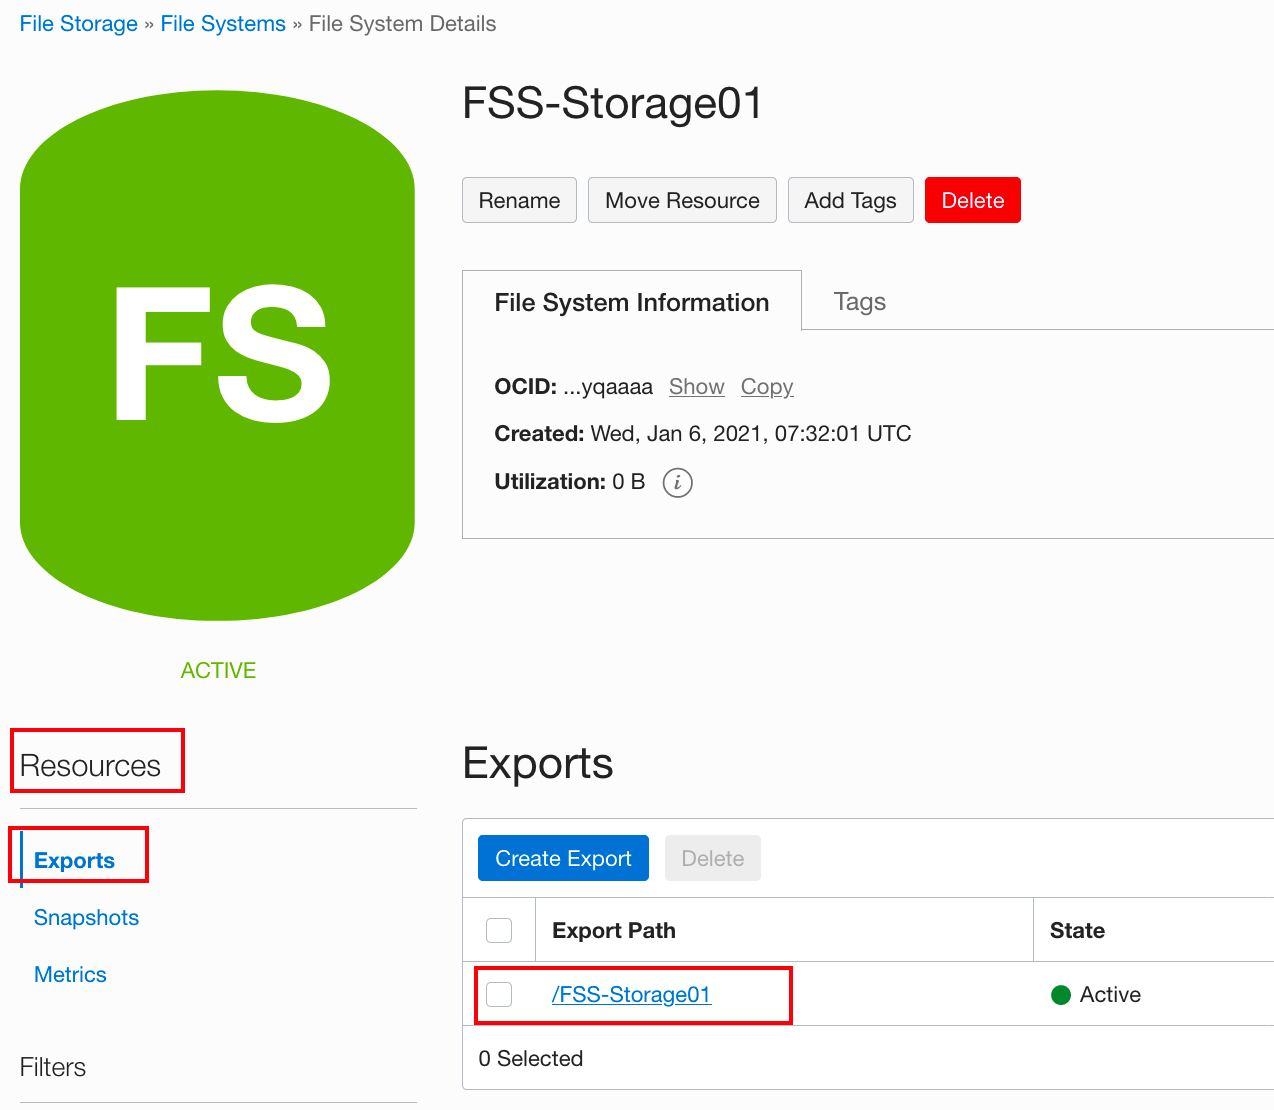 File Storage » File Systems » File System Details
FS
ACTIVE
FSS-Storage01
Rename Move Resource Add Tags Delete
File System Information Tags
OCID: ...yqaaaa Show Copy
Created: Wed, Jan 6, 2021, 07:32:01 UTC
Utilization: 0 B i
Resources
Exports
Snapshots
Metrics
Filters
Exports
Create Export Delete
Export Path State
/FSS-Storage01 Active
0 Selected